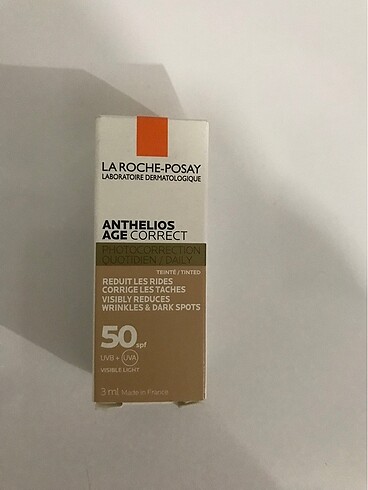 LA ROCHE-POSAY
LABORATOIRE DERMATOLOGIQUE
ANTHELIOS
AGE CORRECT
PHOTOCORRECTION
QUOTIDIEN / DAILY
TEINTÉ / TINTED
REDUIT LES RIDES
CORRIGE LES TACHES
VISIBLY REDUCES
WRINKLES & DARK SPOTS
50 spf
UVB + UVA
VISIBLE LIGHT
3 ml Made in France